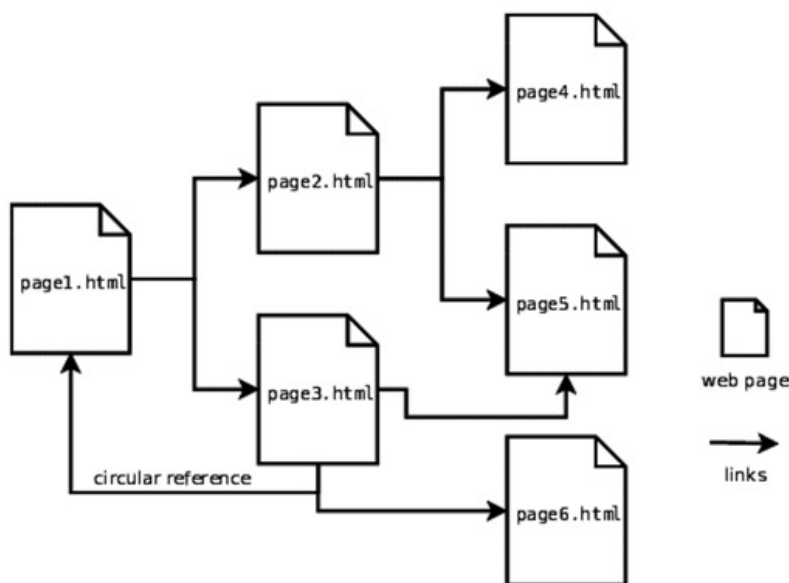 page4.html
page2.html
page1.html
page5.html
page3.html
web page
circular reference
links
page6.html